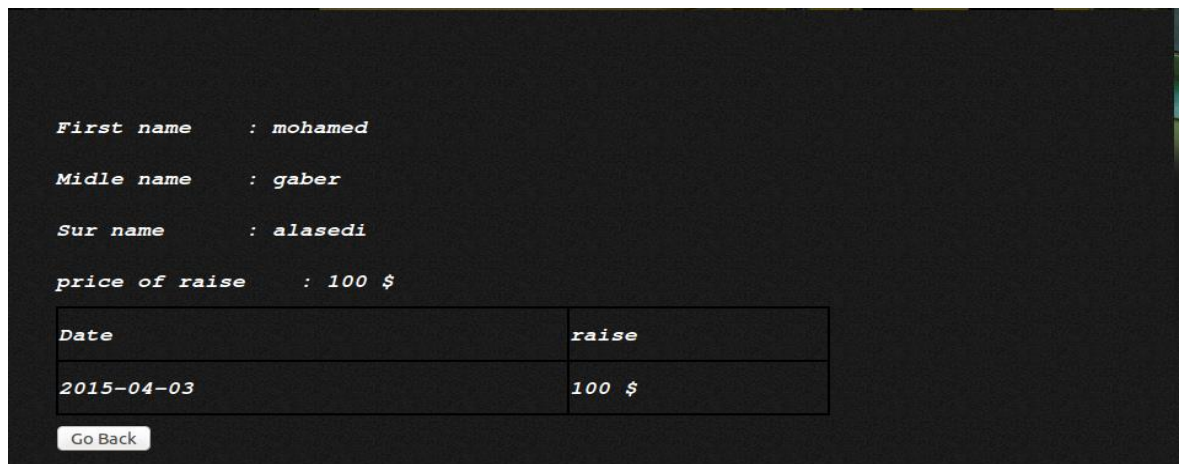 First name : mohamed
Midle name : gaber
Sur name : alasedi
price of raise : 100 $
Date raise
2015-04-03 100 $
Go Back